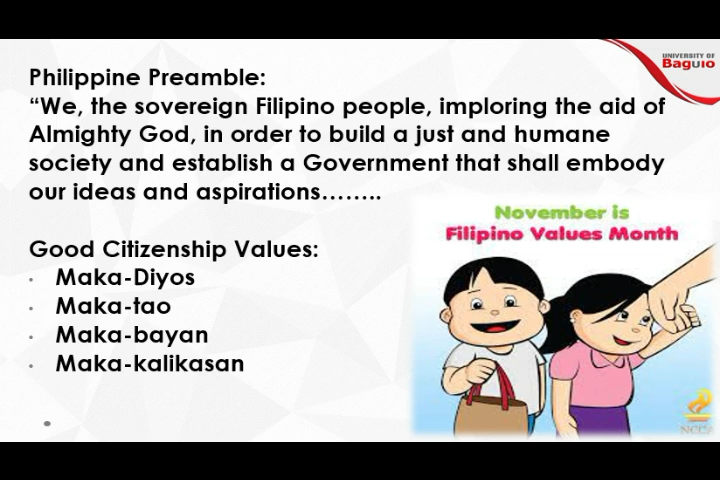 UNIVERSITY OF
Baguio
Philippine Preamble:
“We, the sovereign Filipino people, imploring the aid of
Almighty God, in order to build a just and humane
society and establish a Government that shall embody
our ideas and aspirations……..
November is
Filipino Values Month
Good Citizenship Values:
• Maka-Diyos
• Maka-tao
• Maka-bayan
• Maka-kalikasan
•